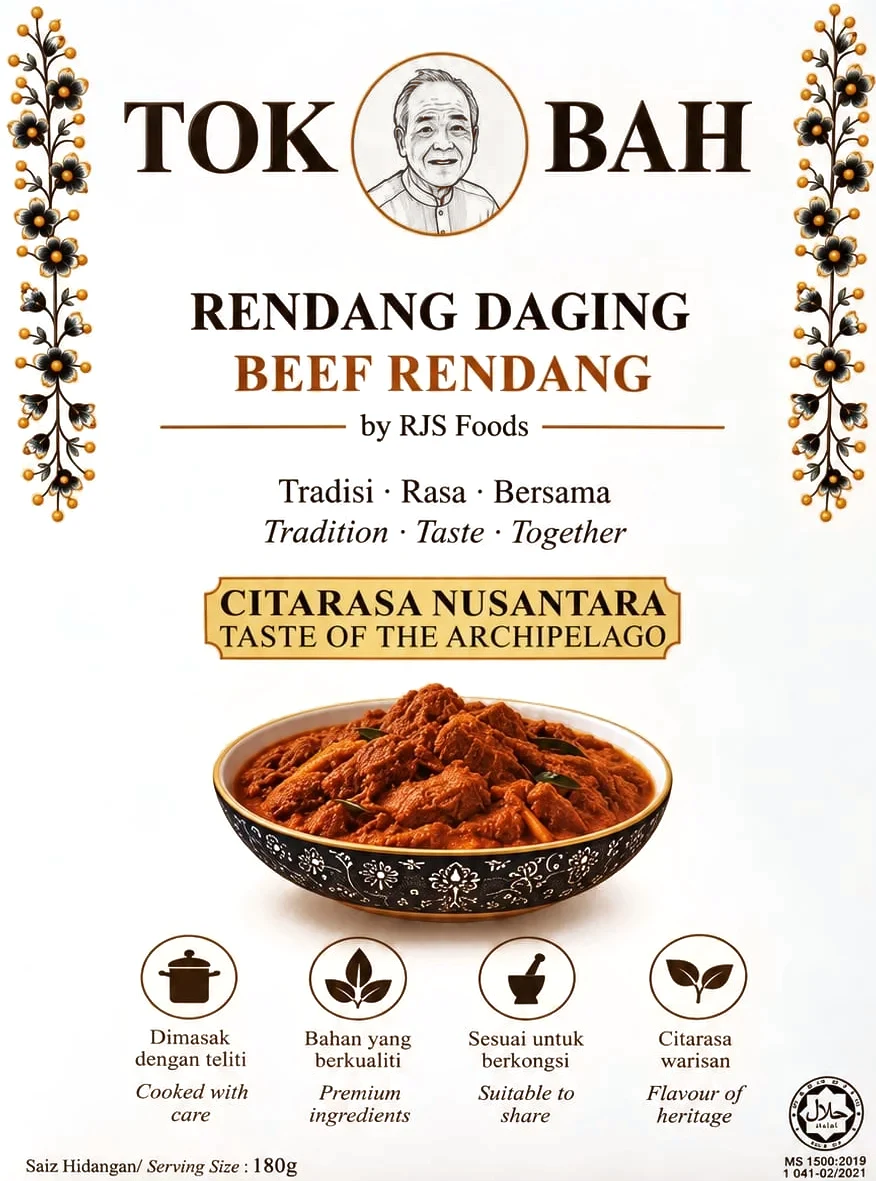 TOK BAH
RENDANG DAGING
BEEF RENDANG
by RJS Foods
Tradisi · Rasa · Bersama
Tradition · Taste · Together
CITARASA NUSANTARA
TASTE OF THE ARCHIPELAGO
Dimasak
dengan teliti
Cooked with
care
Bahan yang
berkualiti
Premium
ingredients
Sesuai untuk
berkongsi
Suitable to
share
Citarasa
warisan
Flavour of
heritage
Saiz Hidangan/ Serving Size : 180g
حلال
Halal
MS 1500:2019
1 041-02/2021